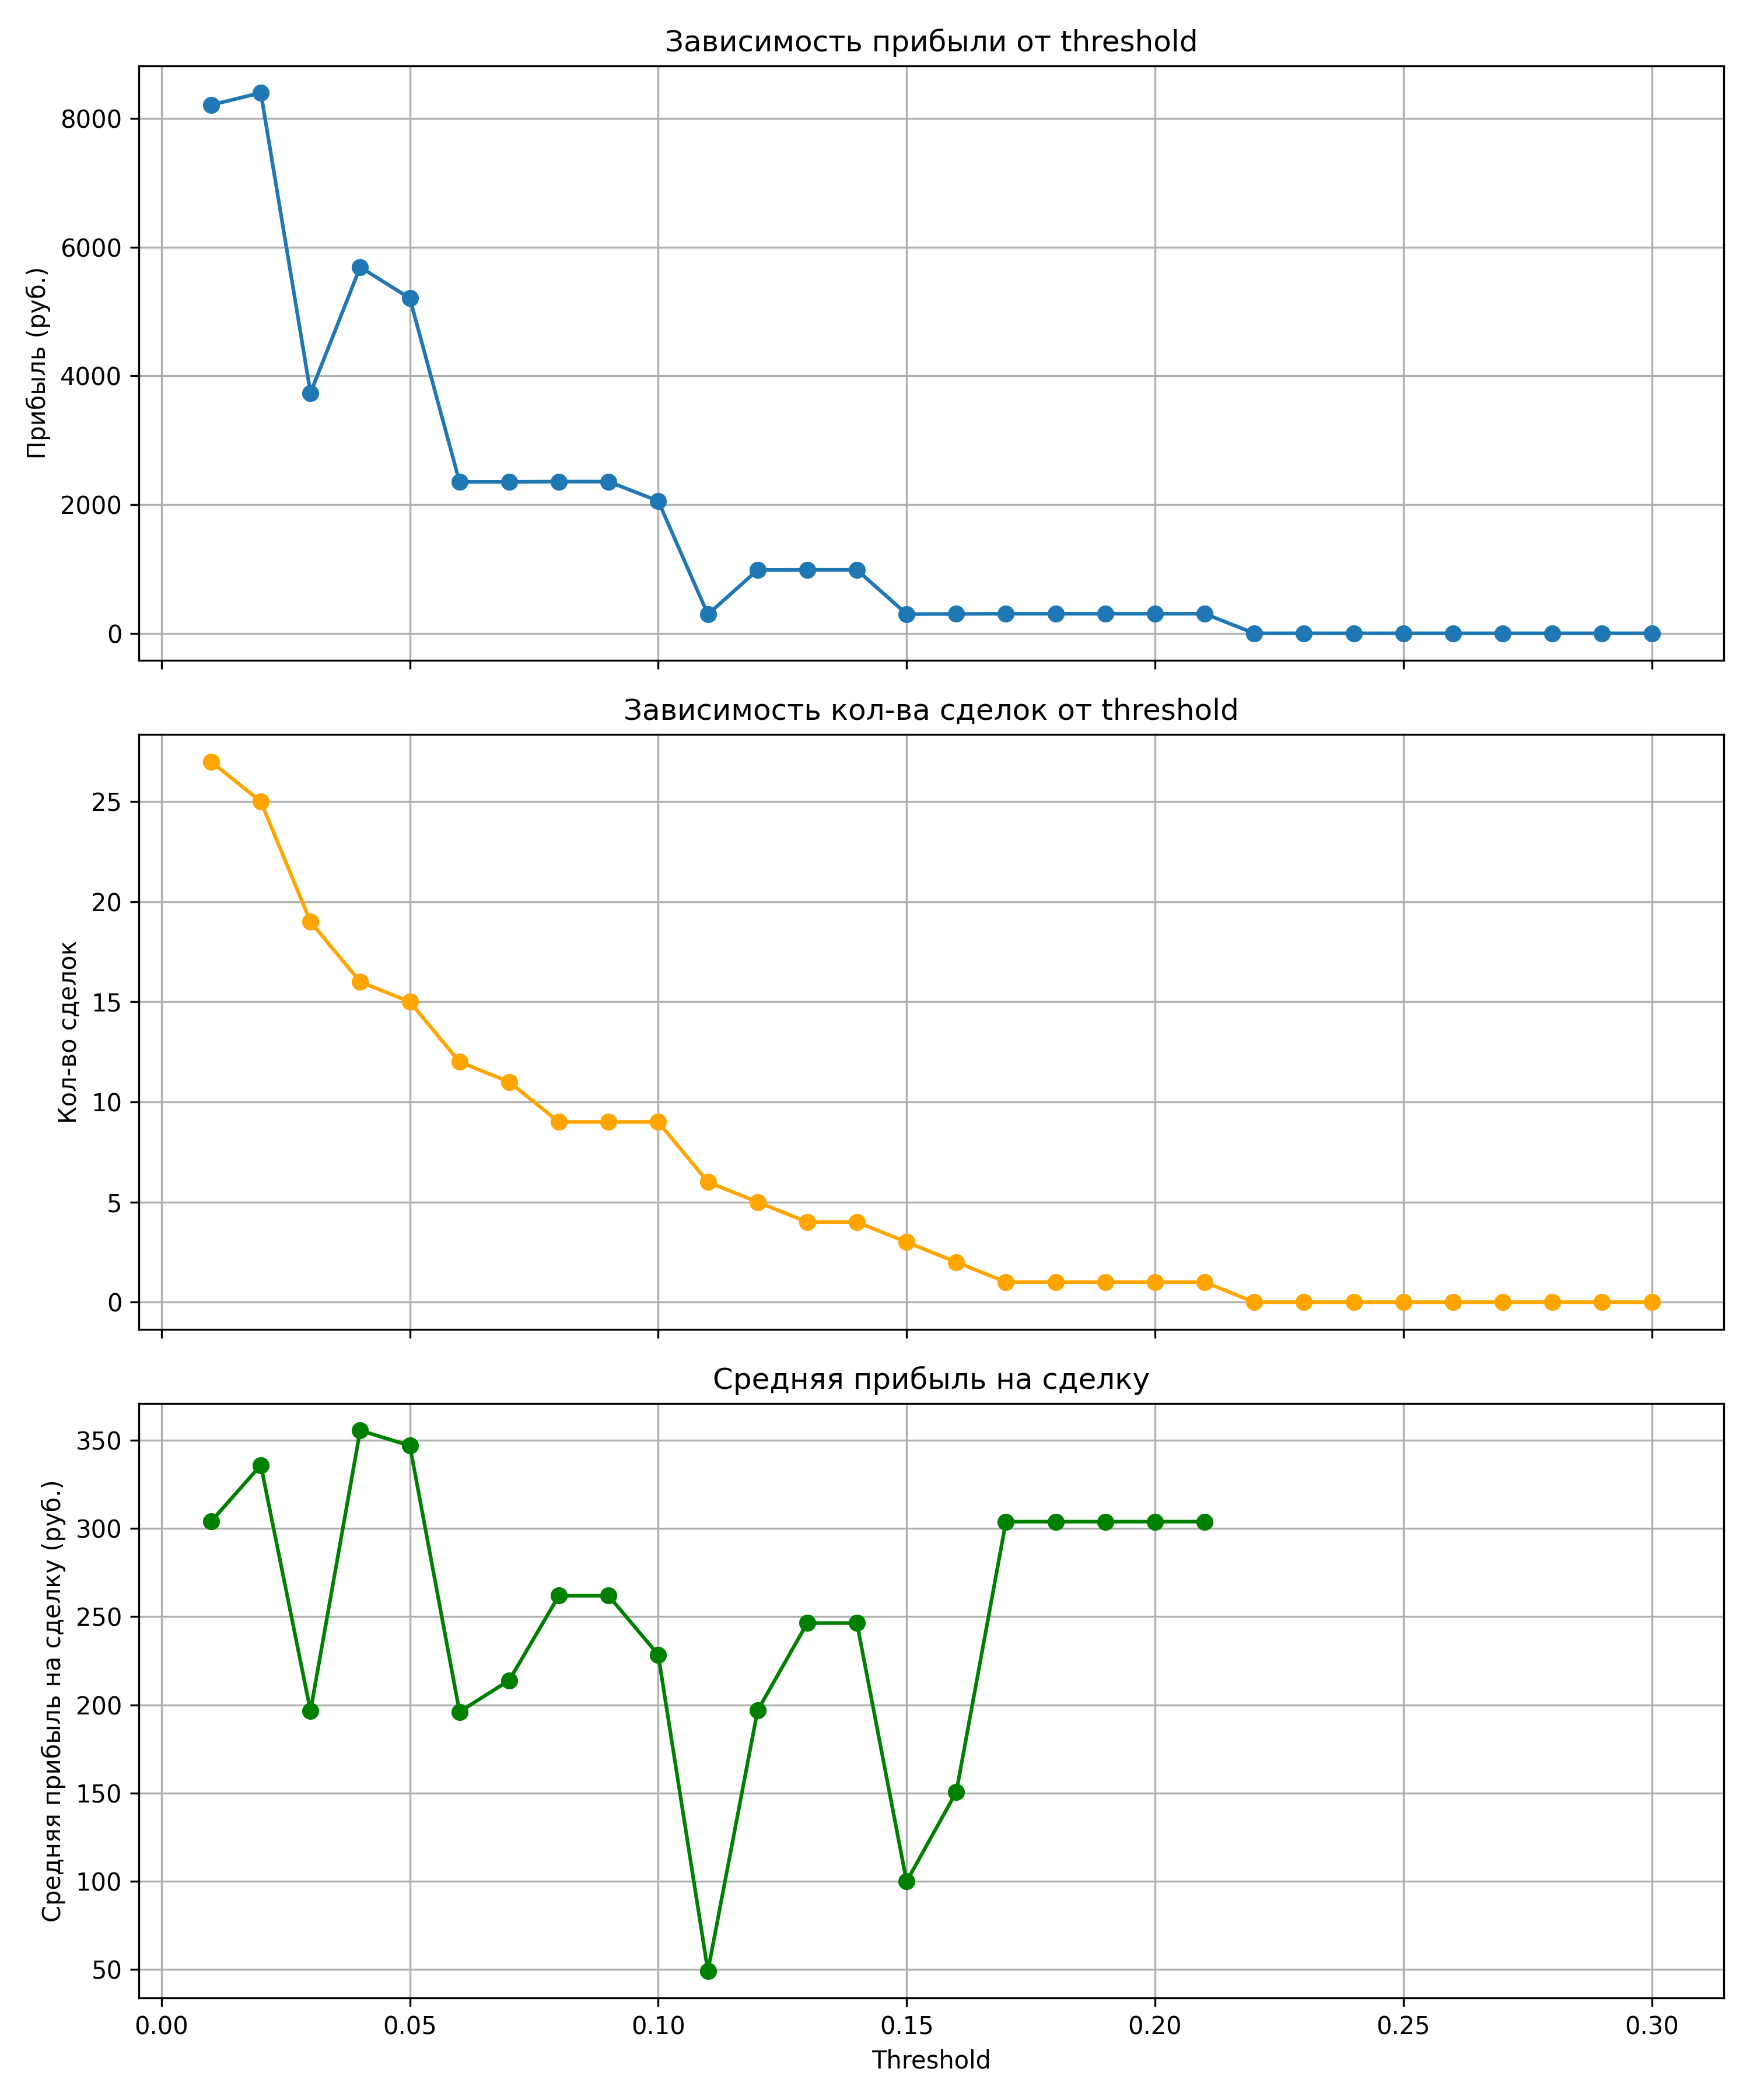 Зависимость прибыли от threshold
Прибыль (руб.)
8000
6000
4000
2000
0
Зависимость кол-ва сделок от threshold
Кол-во сделок
25
20
15
10
5
0
Средняя прибыль на сделку
Средняя прибыль на сделку (руб.)
350
300
250
200
150
100
50
0.00 0.05 0.10 0.15 0.20 0.25 0.30
Threshold